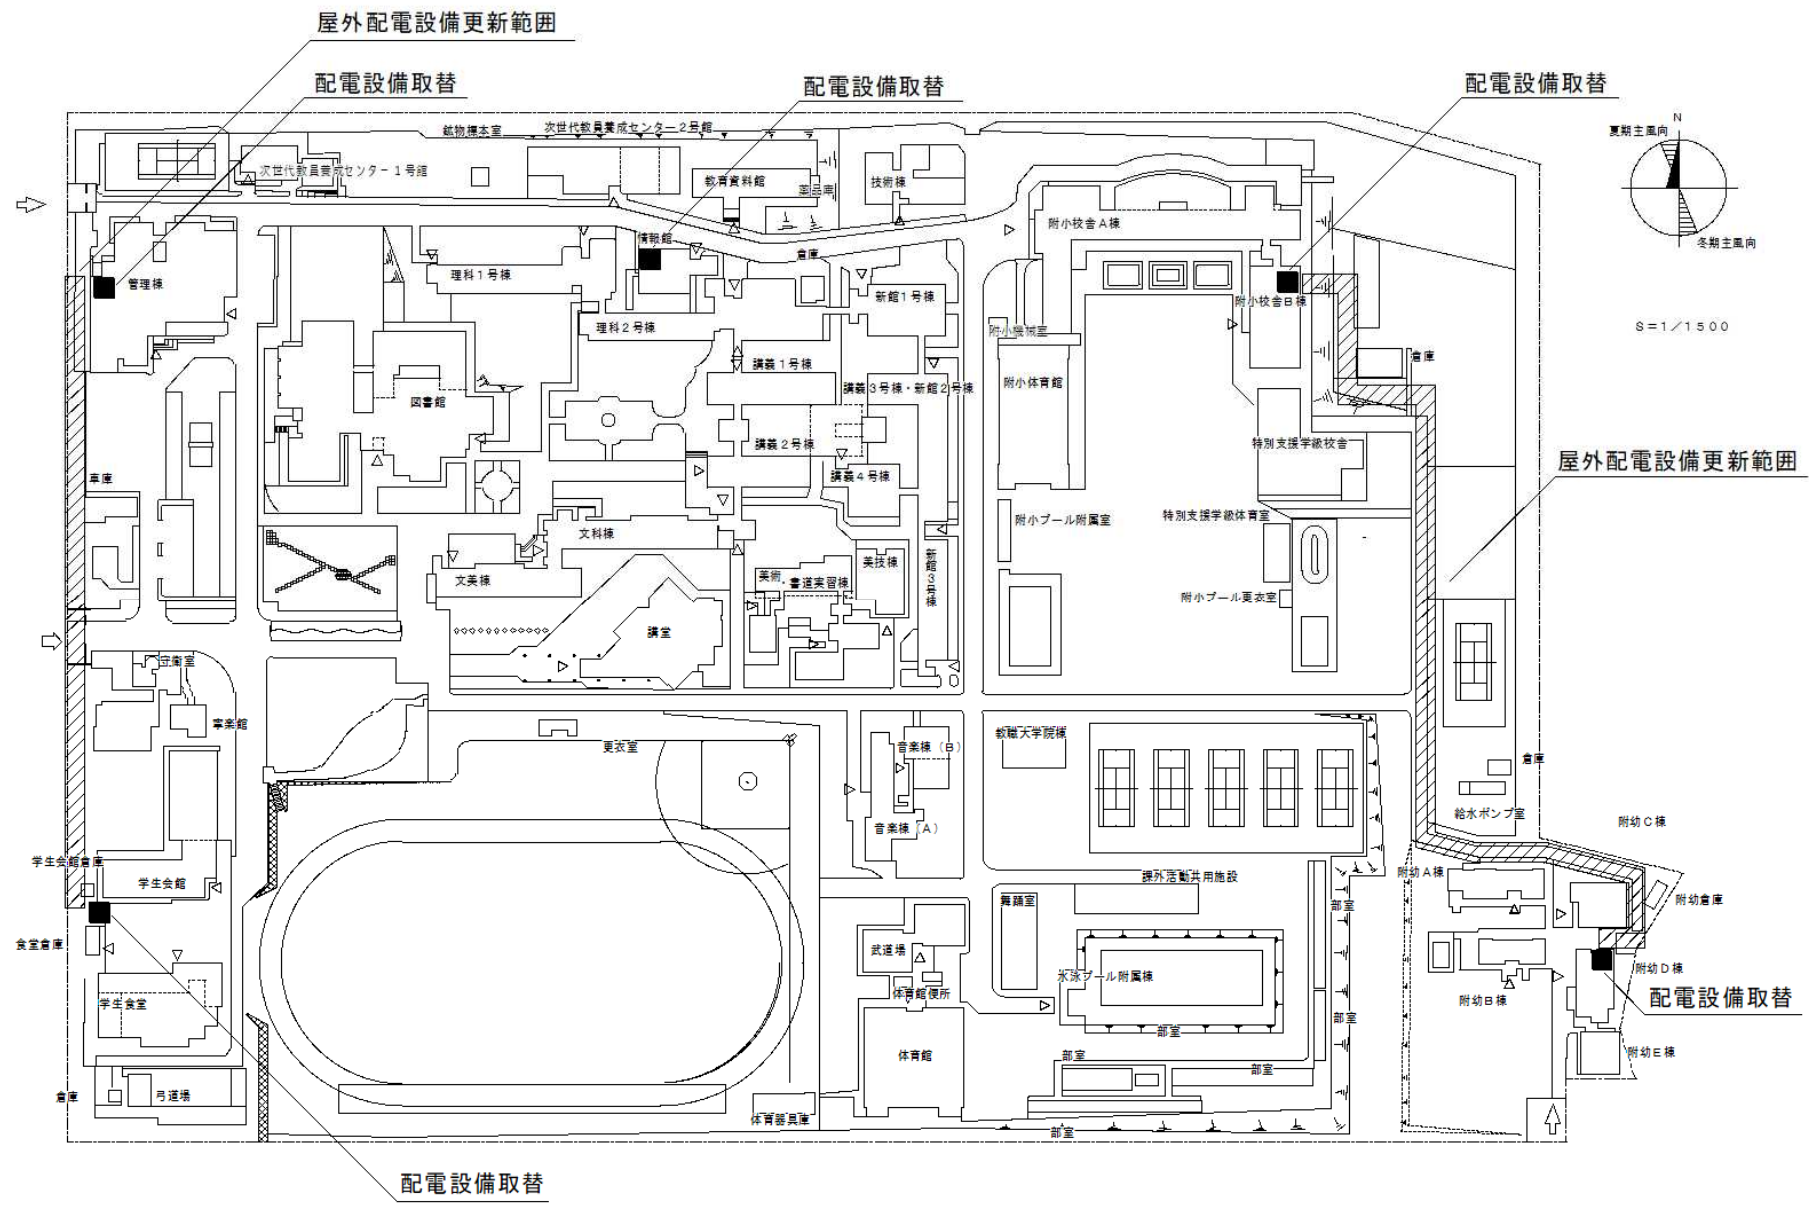 屋外配電設備更新範囲
配電設備取替
配電設備取替
配電設備取替
N
夏期主風向
冬期主風向
S=1/1500
鉱物標本室
次世代教員養成センター2号館
次世代教員養成センター1号館
教育資料館
薬品庫
技術棟
附小校舎A棟
情報館
倉庫
管理棟
理科1号棟
新館1号棟
附小校舎B棟
理科2号棟
附小機械室
倉庫
講義1号棟
講義3号棟・新館2号棟
附小体育館
図書館
講義2号棟
特別支援学級校舎
屋外配電設備更新範囲
車庫
講義4号棟
文科棟
附小プール附属室
特別支援学級体育室
文美棟
美術・書道実習棟
美技棟
新館3号棟
附小プール更衣室
講堂
守衛室
寧楽館
更衣室
音楽棟(B)
教職大学院棟
倉庫
音楽棟(A)
給水ポンプ室
附幼C棟
学生会館倉庫
学生会館
課外活動共用施設
附幼A棟
舞踊室
部室
附幼倉庫
食堂倉庫
武道場
水泳プール附属棟
附幼D棟
学生食堂
体育館便所
附幼B棟
配電設備取替
部室
部室
体育館
部室
部室
附幼E棟
倉庫
弓道場
体育器具庫
部室
配電設備取替